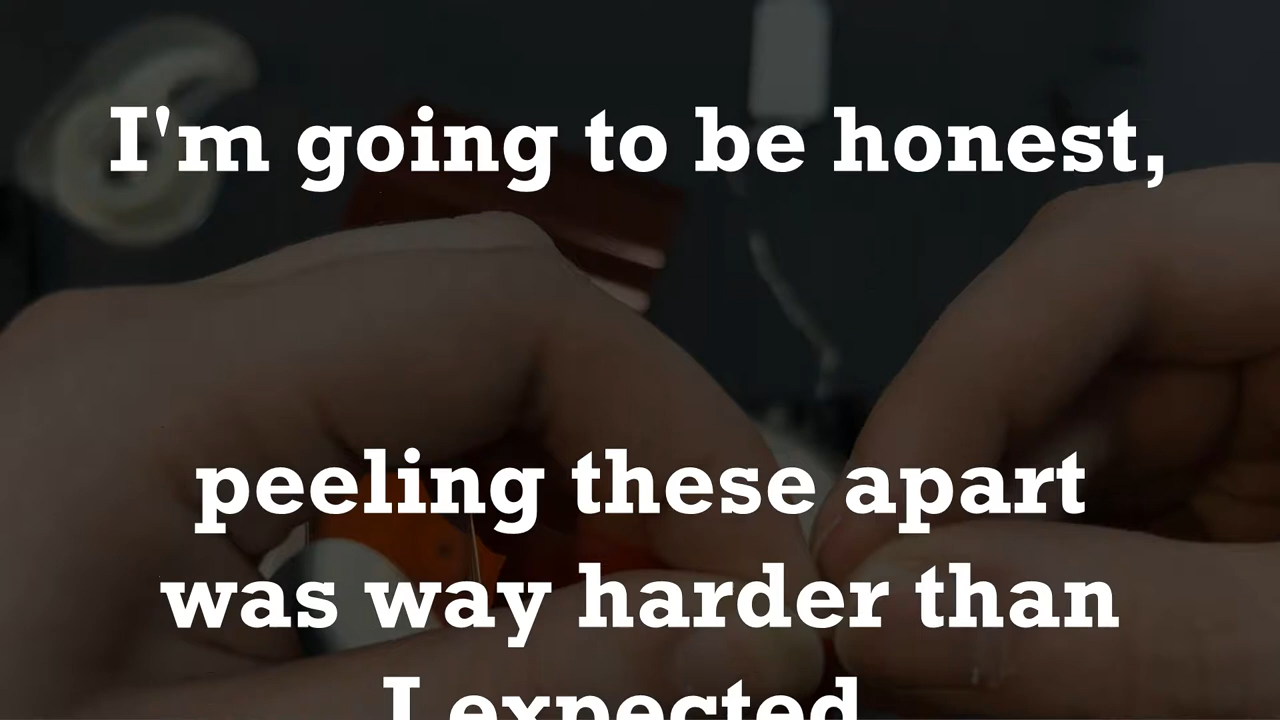 I'm going to be honest,
peeling these apart
was way harder than
I expected